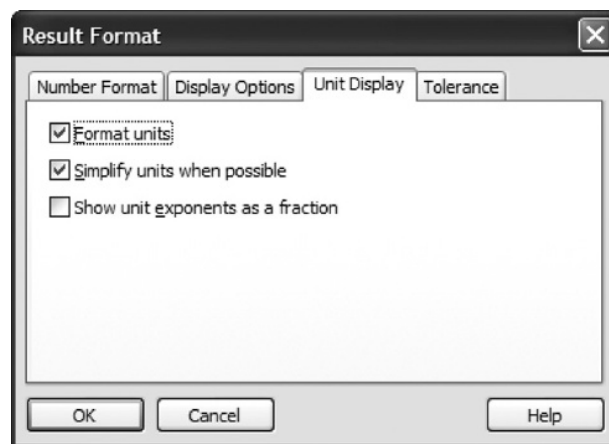 Result Format
Number Format Display Options Unit Display Tolerance
Format units
Simplify units when possible
Show unit exponents as a fraction
OK Cancel Help